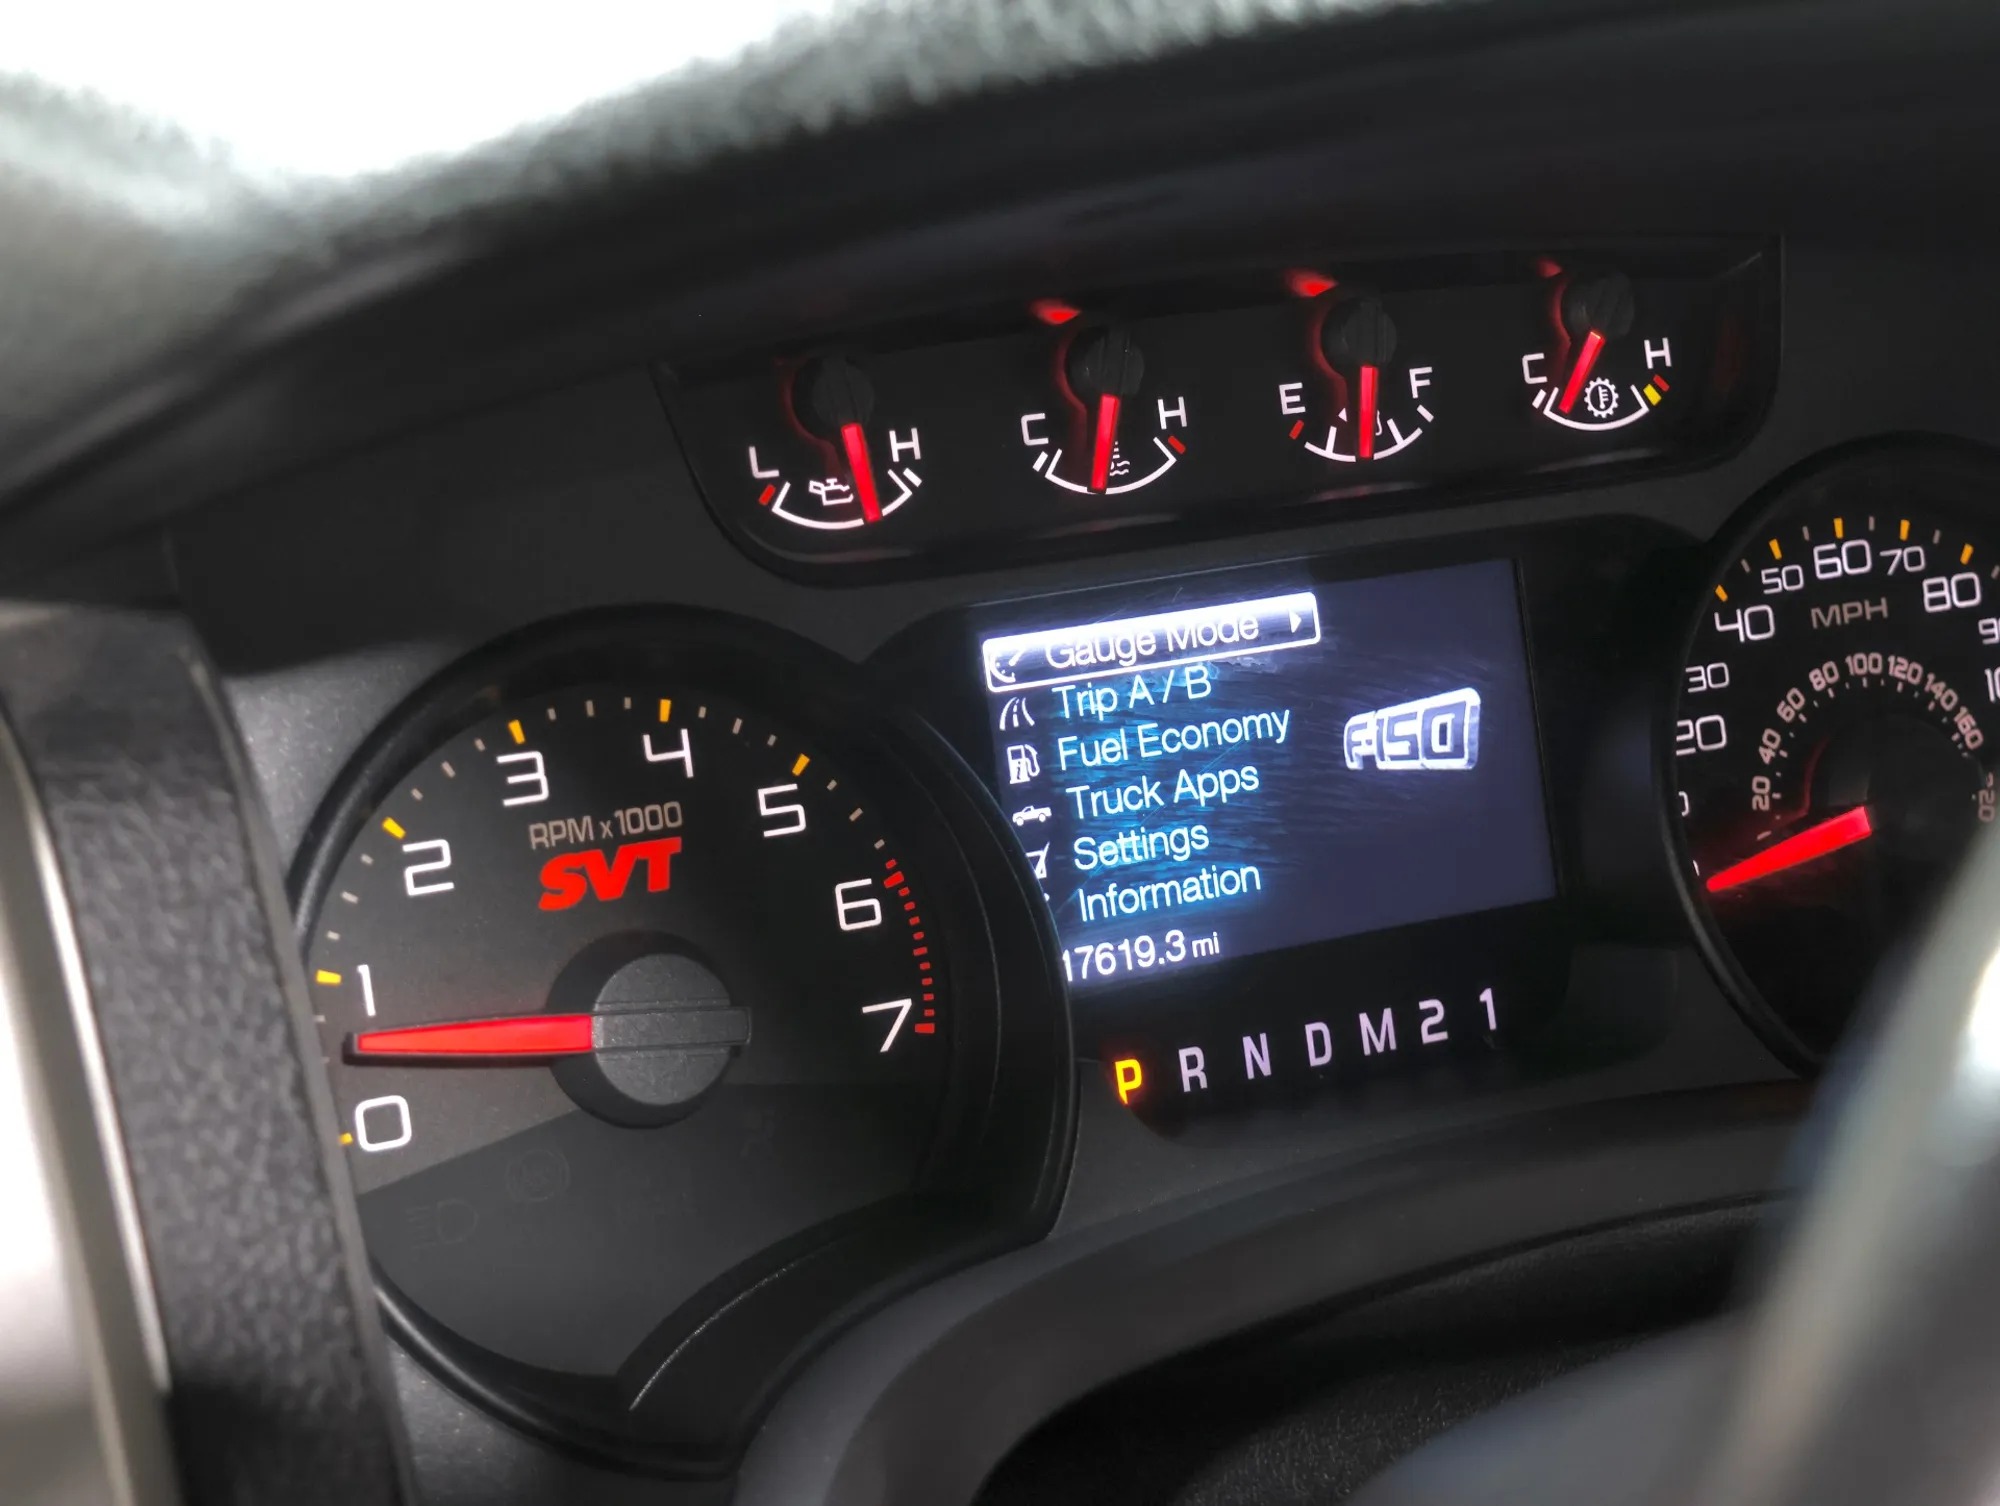 L H
C H
E F
C H
Gauge Mode
Trip A / B
Fuel Economy
Truck Apps
Settings
Information
17619.3 mi
F-150
P R N D M 2 1
0
1
2
3
4
5
6
7
RPM x1000
SVT
20
30
40
50
60
70
80
MPH
20
40
60
80
100
120
140
160